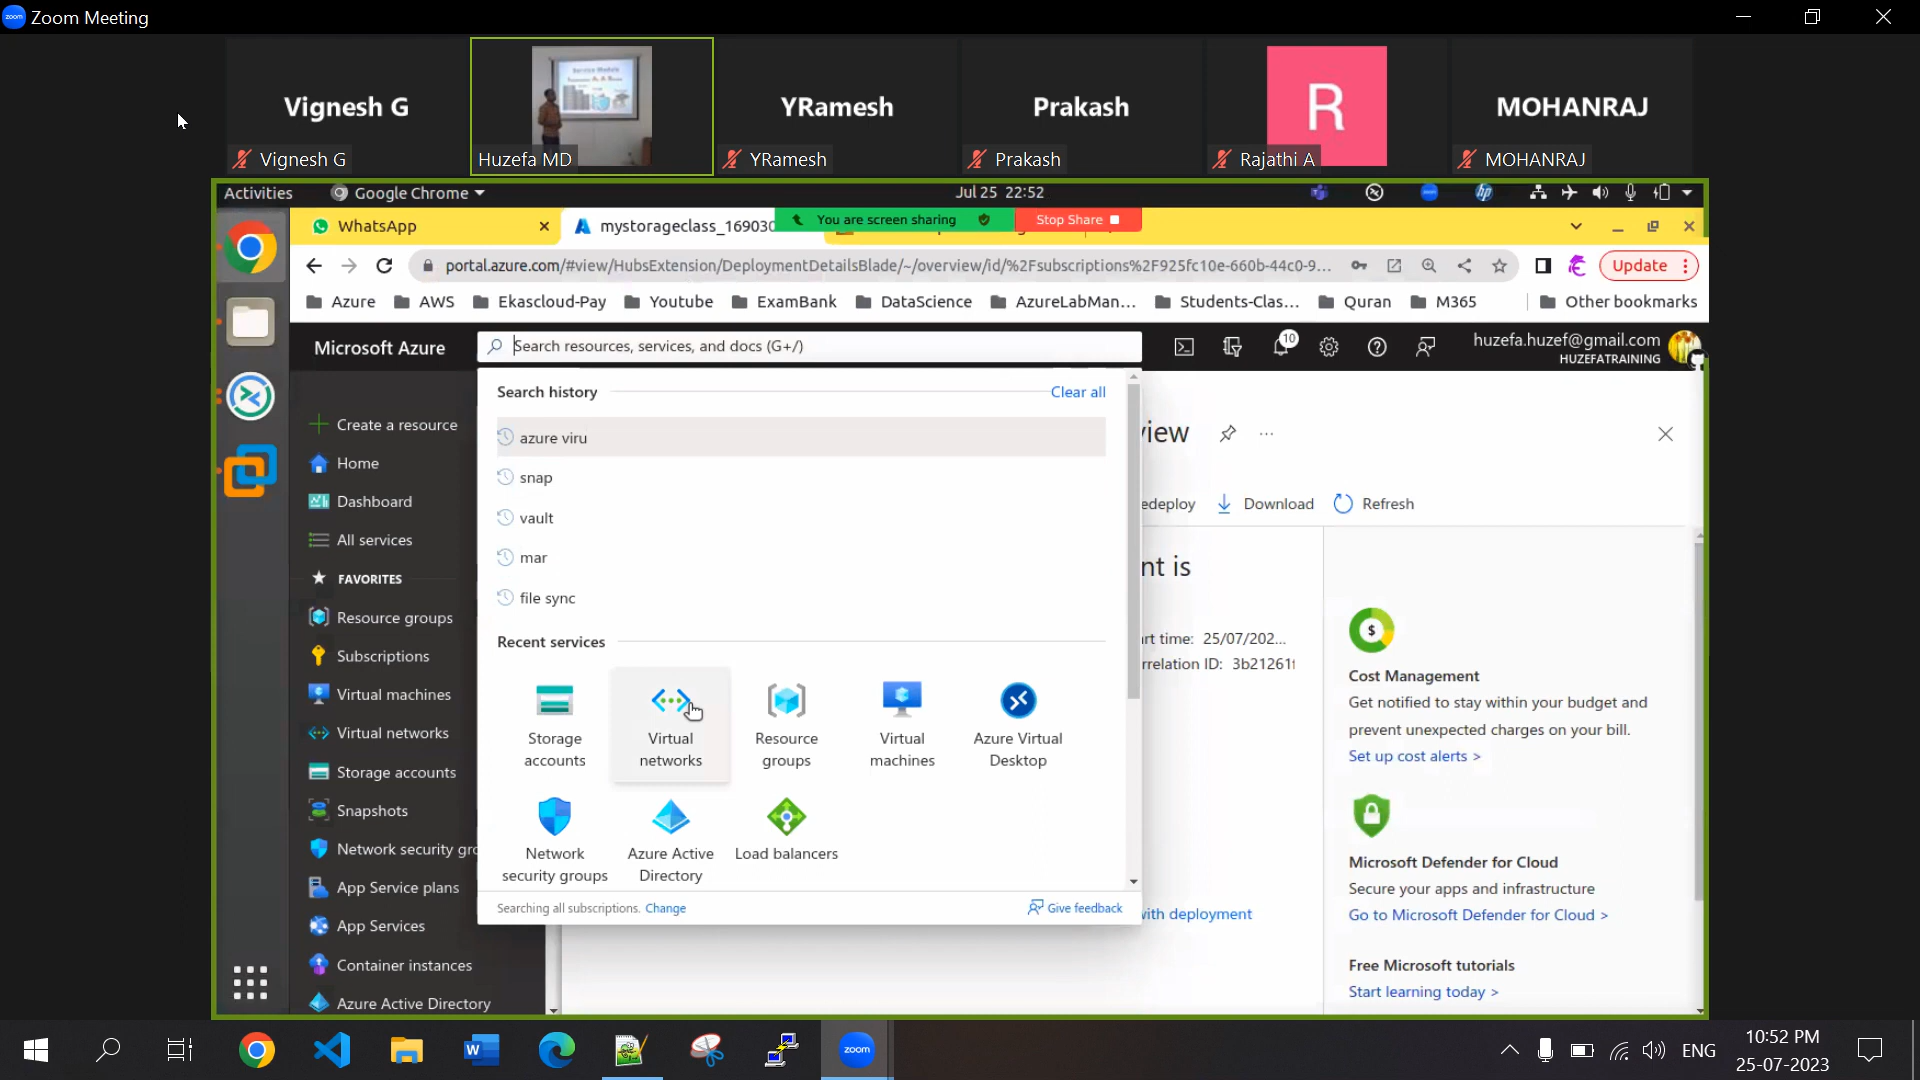 Zoom Meeting
Vignesh G
YRamesh
Prakash
R
MOHANRAJ
Vignesh G
Huzefa MD
YRamesh
Prakash
Rajathi A
MOHANRAJ
Activities
Google Chrome
Jul 25 22:52
WhatsApp
mystorageclass_169030
You are screen sharing
Stop Share
portal.azure.com/#view/HubsExtension/DeploymentDetailsBlade/~/overview/id/%2Fsubscriptions%2F925fc10e-660b-44c0-9...
Update
Azure
AWS
Ekascloud-Pay
Youtube
ExamBank
DataScience
AzureLabMan...
Students-Clas...
Quran
M365
Other bookmarks
Microsoft Azure
Search resources, services, and docs (G+/)
10
huzefa.huzef@gmail.com
HUZEFATRAINING
Create a resource
Home
Dashboard
All services
FAVORITES
Resource groups
Subscriptions
Virtual machines
Virtual networks
Storage accounts
Snapshots
Network security gro
App Service plans
App Services
Container instances
Azure Active Directory
Search history
Clear all
azure viru
snap
vault
mar
file sync
Recent services
Storage
accounts
Virtual
networks
Resource
groups
Virtual
machines
Azure Virtual
Desktop
Network
security groups
Azure Active
Directory
Load balancers
Searching all subscriptions. Change
Give feedback
view
...
edeploy
Download
Refresh
nt is
rt time: 25/07/202...
rrelation ID: 3b21261f
with deployment
Cost Management
Get notified to stay within your budget and
prevent unexpected charges on your bill.
Set up cost alerts >
Microsoft Defender for Cloud
Secure your apps and infrastructure
Go to Microsoft Defender for Cloud >
Free Microsoft tutorials
Start learning today >
zoom
ENG
10:52 PM
25-07-2023